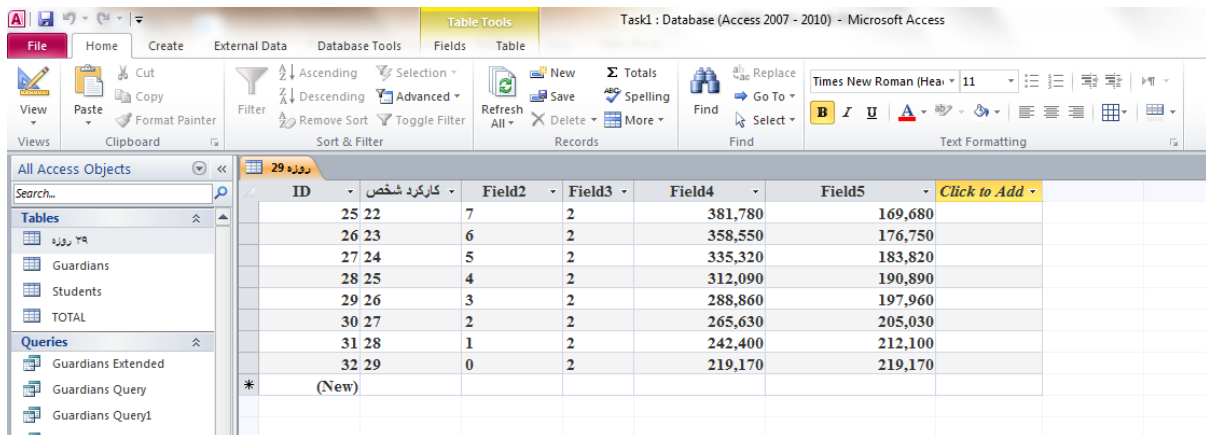 Table Tools Task1 : Database (Access 2007 - 2010) - Microsoft Access
File Home Create External Data Database Tools Fields Table
View Paste Cut Copy Format Painter Filter Ascending Descending Remove Sort Selection Advanced Toggle Filter Refresh All New Save Delete Totals Spelling More Find Replace Go To Select Times New Roman (Hea 11 B I U A
Views Clipboard Sort & Filter Records Find Text Formatting
All Access Objects
Search...
Tables
۲۹ روزه
Guardians
Students
TOTAL
Queries
Guardians Extended
Guardians Query
Guardians Query1
روزه 29
ID کارکرد شخص Field2 Field3 Field4 Field5 Click to Add
25 22 7 2 381,780 169,680
26 23 6 2 358,550 176,750
27 24 5 2 335,320 183,820
28 25 4 2 312,090 190,890
29 26 3 2 288,860 197,960
30 27 2 2 265,630 205,030
31 28 1 2 242,400 212,100
32 29 0 2 219,170 219,170
(New)